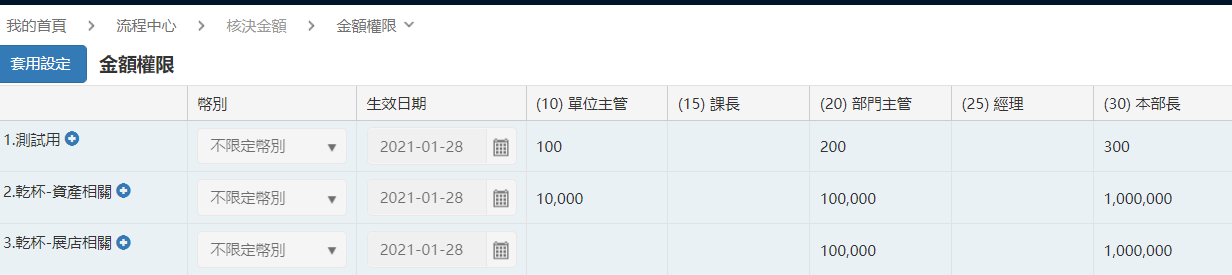 我的首頁 > 流程中心 > 核決金額 > 金額權限
套用設定 金額權限
幣別 生效日期 (10) 單位主管 (15) 課長 (20) 部門主管 (25) 經理 (30) 本部長
1.測試用 不限定幣別 2021-01-28 100 200 300
2.乾杯-資產相關 不限定幣別 2021-01-28 10,000 100,000 1,000,000
3.乾杯-展店相關 不限定幣別 2021-01-28 100,000 1,000,000